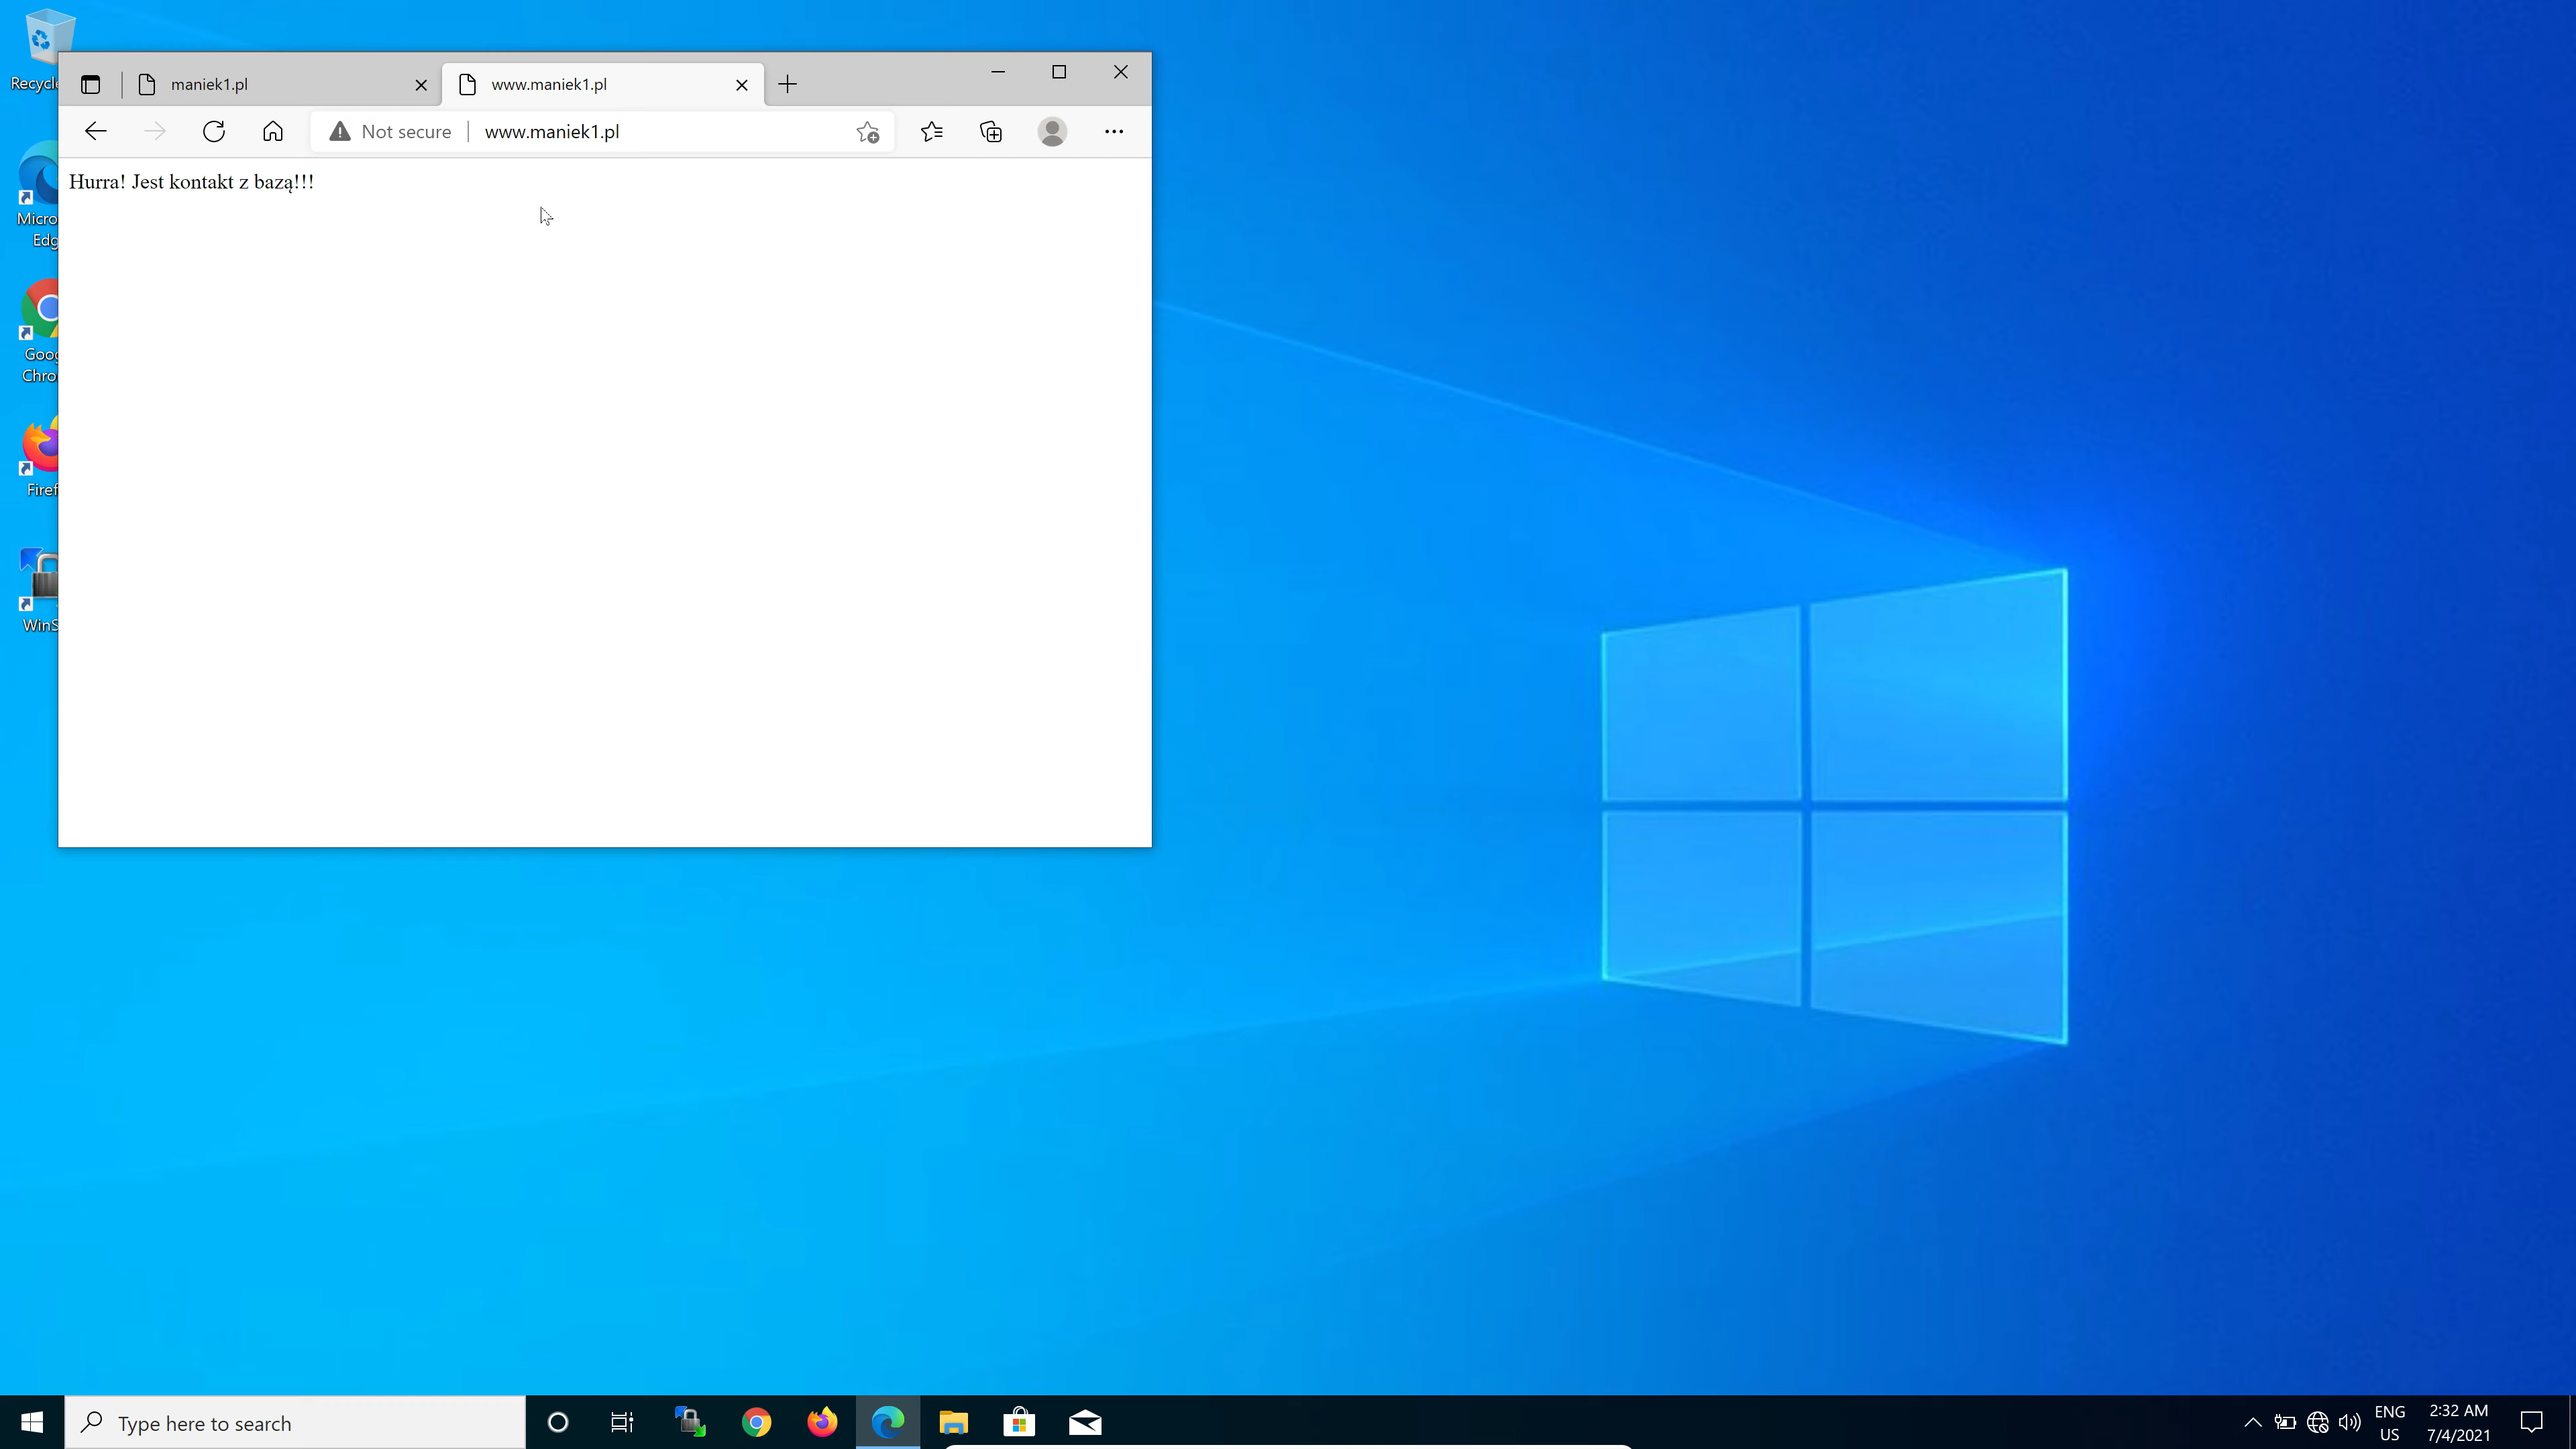 Recycle
maniek1.pl
www.maniek1.pl
Not secure
www.maniek1.pl
Hurra! Jest kontakt z bazą!!!
Micro
Edg
Goog
Chro
Firef
WinS
Type here to search
ENG
US
2:32 AM
7/4/2021